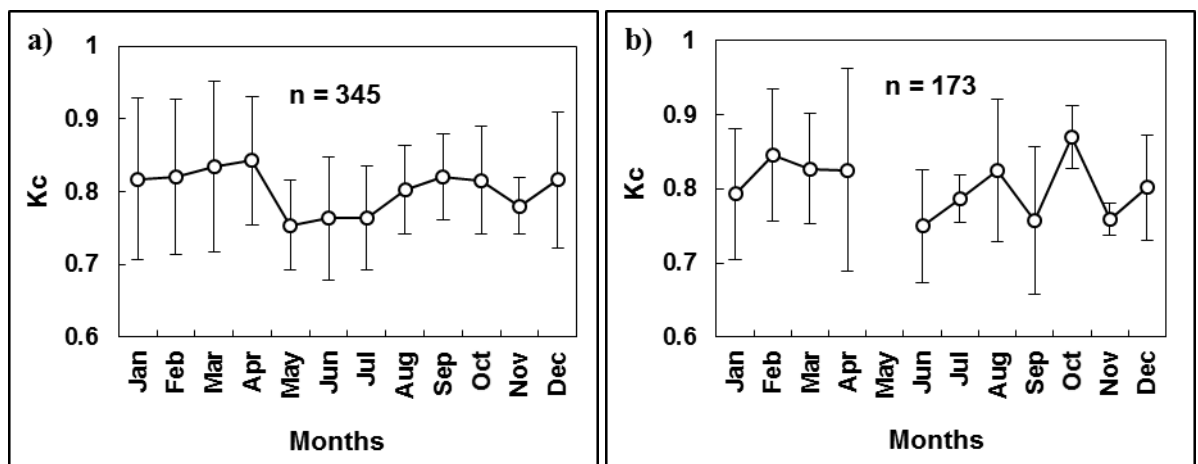 a)
n = 345
Kc
1
0.9
0.8
0.7
0.6
Jan Feb Mar Apr May Jun Jul Aug Sep Oct Nov Dec
Months
b)
n = 173
Kc
1
0.9
0.8
0.7
0.6
Jan Feb Mar Apr May Jun Jul Aug Sep Oct Nov Dec
Months